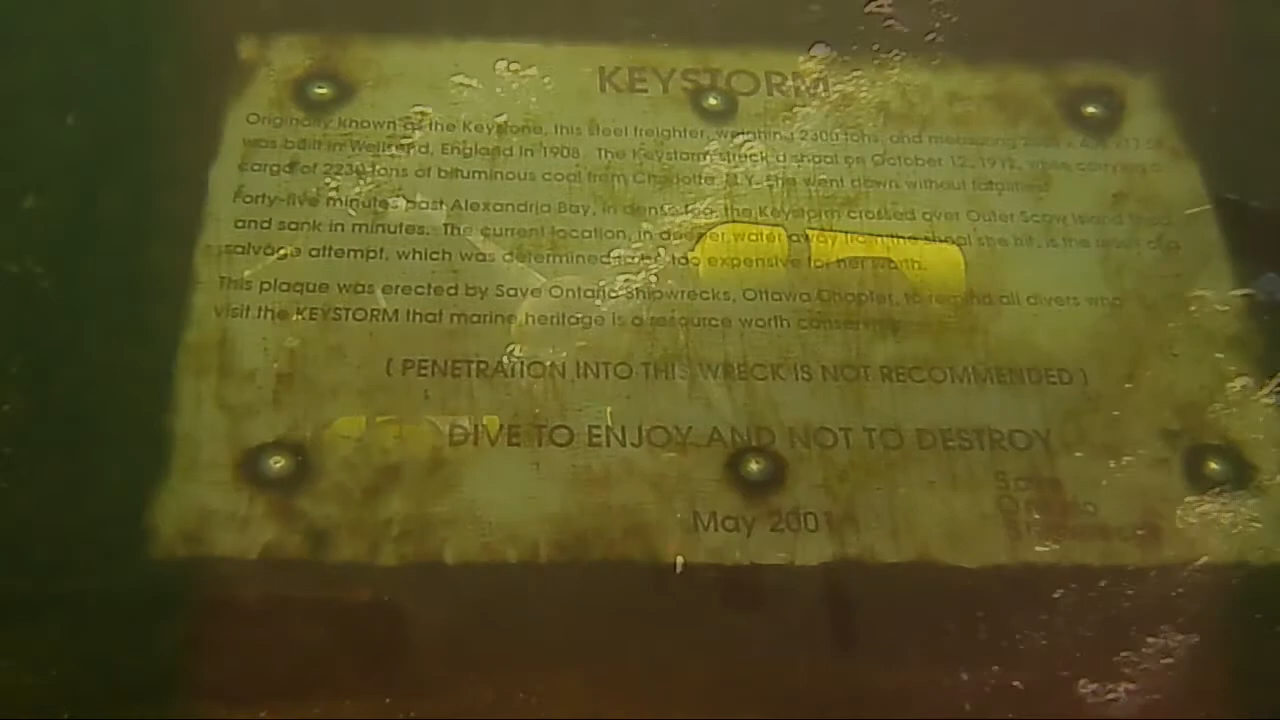 KEYSTORM
Originally known as the Keystone, this steel freighter, weighing 2300 tons, and measuring
was built in Wallsend, England in 1908. The Keystorm struck a shoal on October 12, 1912, while carrying a
cargo of 2230 tons of bituminous coal from Charlotte, N.Y. She went down without fatalities.
Forty-five minutes past Alexandria Bay, in dense fog, the Keystorm crossed over Outer Scow Island Shoal
and sank in minutes. The current location, in deeper water away from the shoal she hit, is the result of a
salvage attempt, which was determined to be too expensive for her worth.
This plaque was erected by Save Ontario Shipwrecks, Ottawa Chapter, to remind all divers who
visit the KEYSTORM that marine heritage is a resource worth conserving.
( PENETRATION INTO THIS WRECK IS NOT RECOMMENDED )
DIVE TO ENJOY AND NOT TO DESTROY
Save
Ontario
Shipwrecks
May 2001